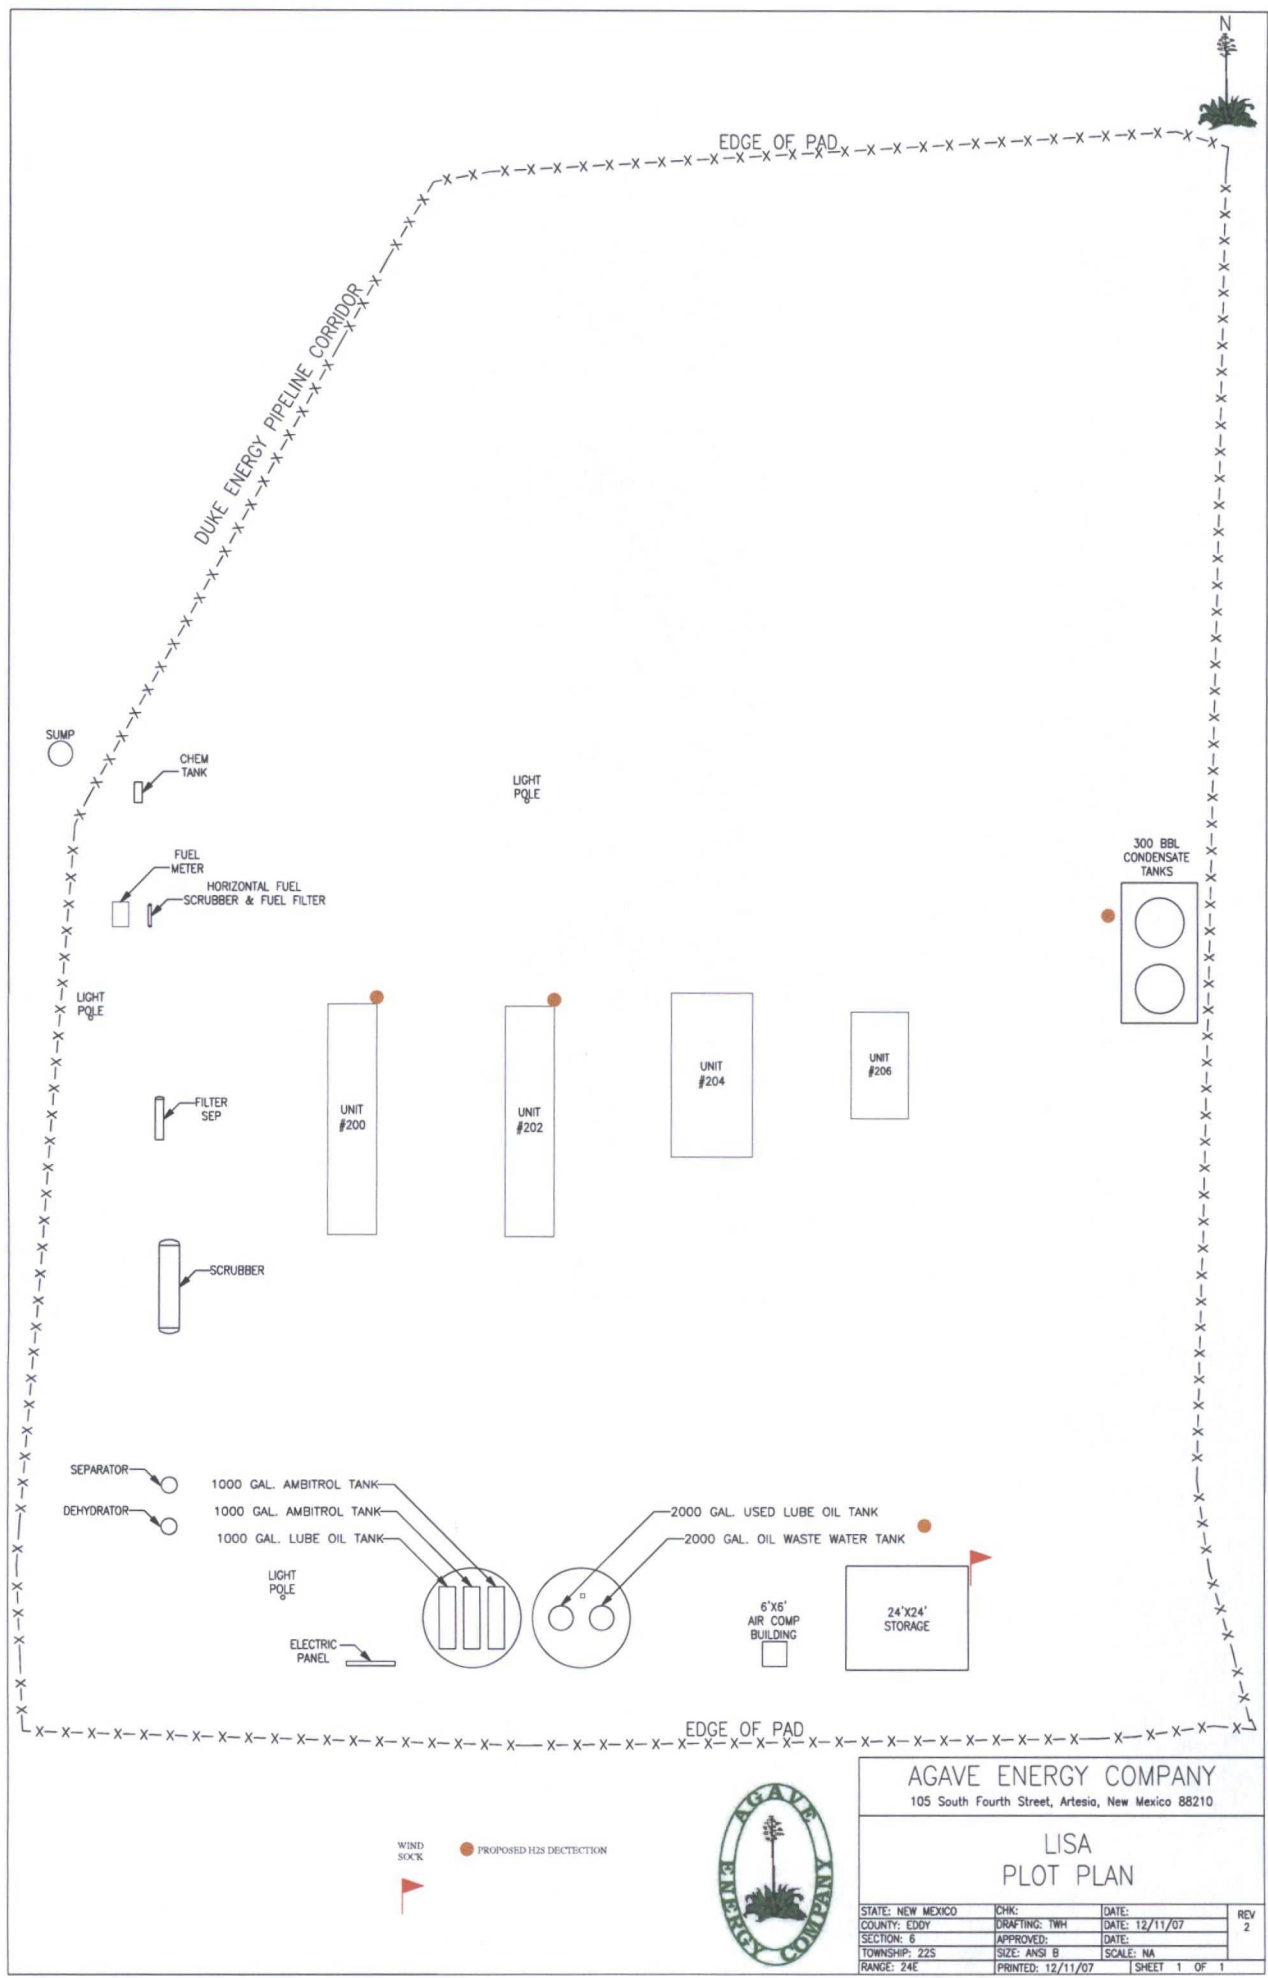 N
EDGE OF PAD
DUKE ENERGY PIPELINE CORRIDOR
SUMP
CHEM
TANK
LIGHT
POLE
300 BBL
CONDENSATE
TANKS
FUEL
METER
HORIZONTAL FUEL
SCRUBBER & FUEL FILTER
LIGHT
POLE
UNIT
#200
UNIT
#202
UNIT
#204
UNIT
#206
FILTER
SEP
SCRUBBER
SEPARATOR
DEHYDRATOR
1000 GAL. AMBITROL TANK
1000 GAL. AMBITROL TANK
1000 GAL. LUBE OIL TANK
2000 GAL. USED LUBE OIL TANK
2000 GAL. OIL WASTE WATER TANK
LIGHT
POLE
ELECTRIC
PANEL
6'X6'
AIR COMP
BUILDING
24'X24'
STORAGE
EDGE OF PAD
WIND
SOCK
PROPOSED H2S DECTECTION
AGAVE
ENERGY COMPANY
AGAVE ENERGY COMPANY
105 South Fourth Street, Artesia, New Mexico 88210
LISA
PLOT PLAN
STATE: NEW MEXICO CHK: DATE: REV
COUNTY: EDDY DRAFTING: TWH DATE: 12/11/07 2
SECTION: 6 APPROVED: DATE:
TOWNSHIP: 22S SIZE: ANSI B SCALE: NA
RANGE: 24E PRINTED: 12/11/07 SHEET 1 OF 1